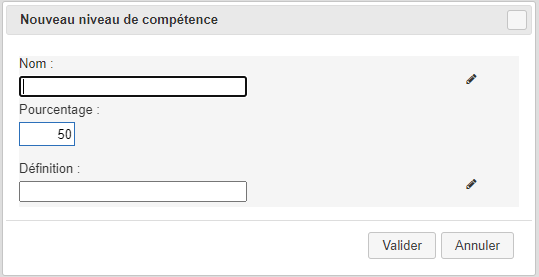 Nouveau niveau de compétence
Nom :
Pourcentage :
50
Définition :
Valider Annuler